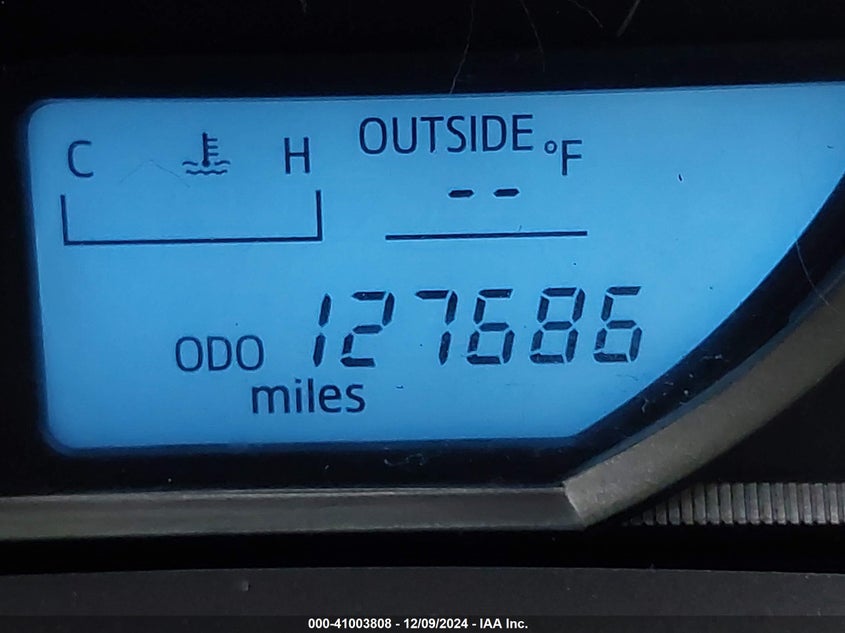 C H OUTSIDE °F
--
ODO 127686
miles
000-41003808 - 12/09/2024 - IAA Inc.